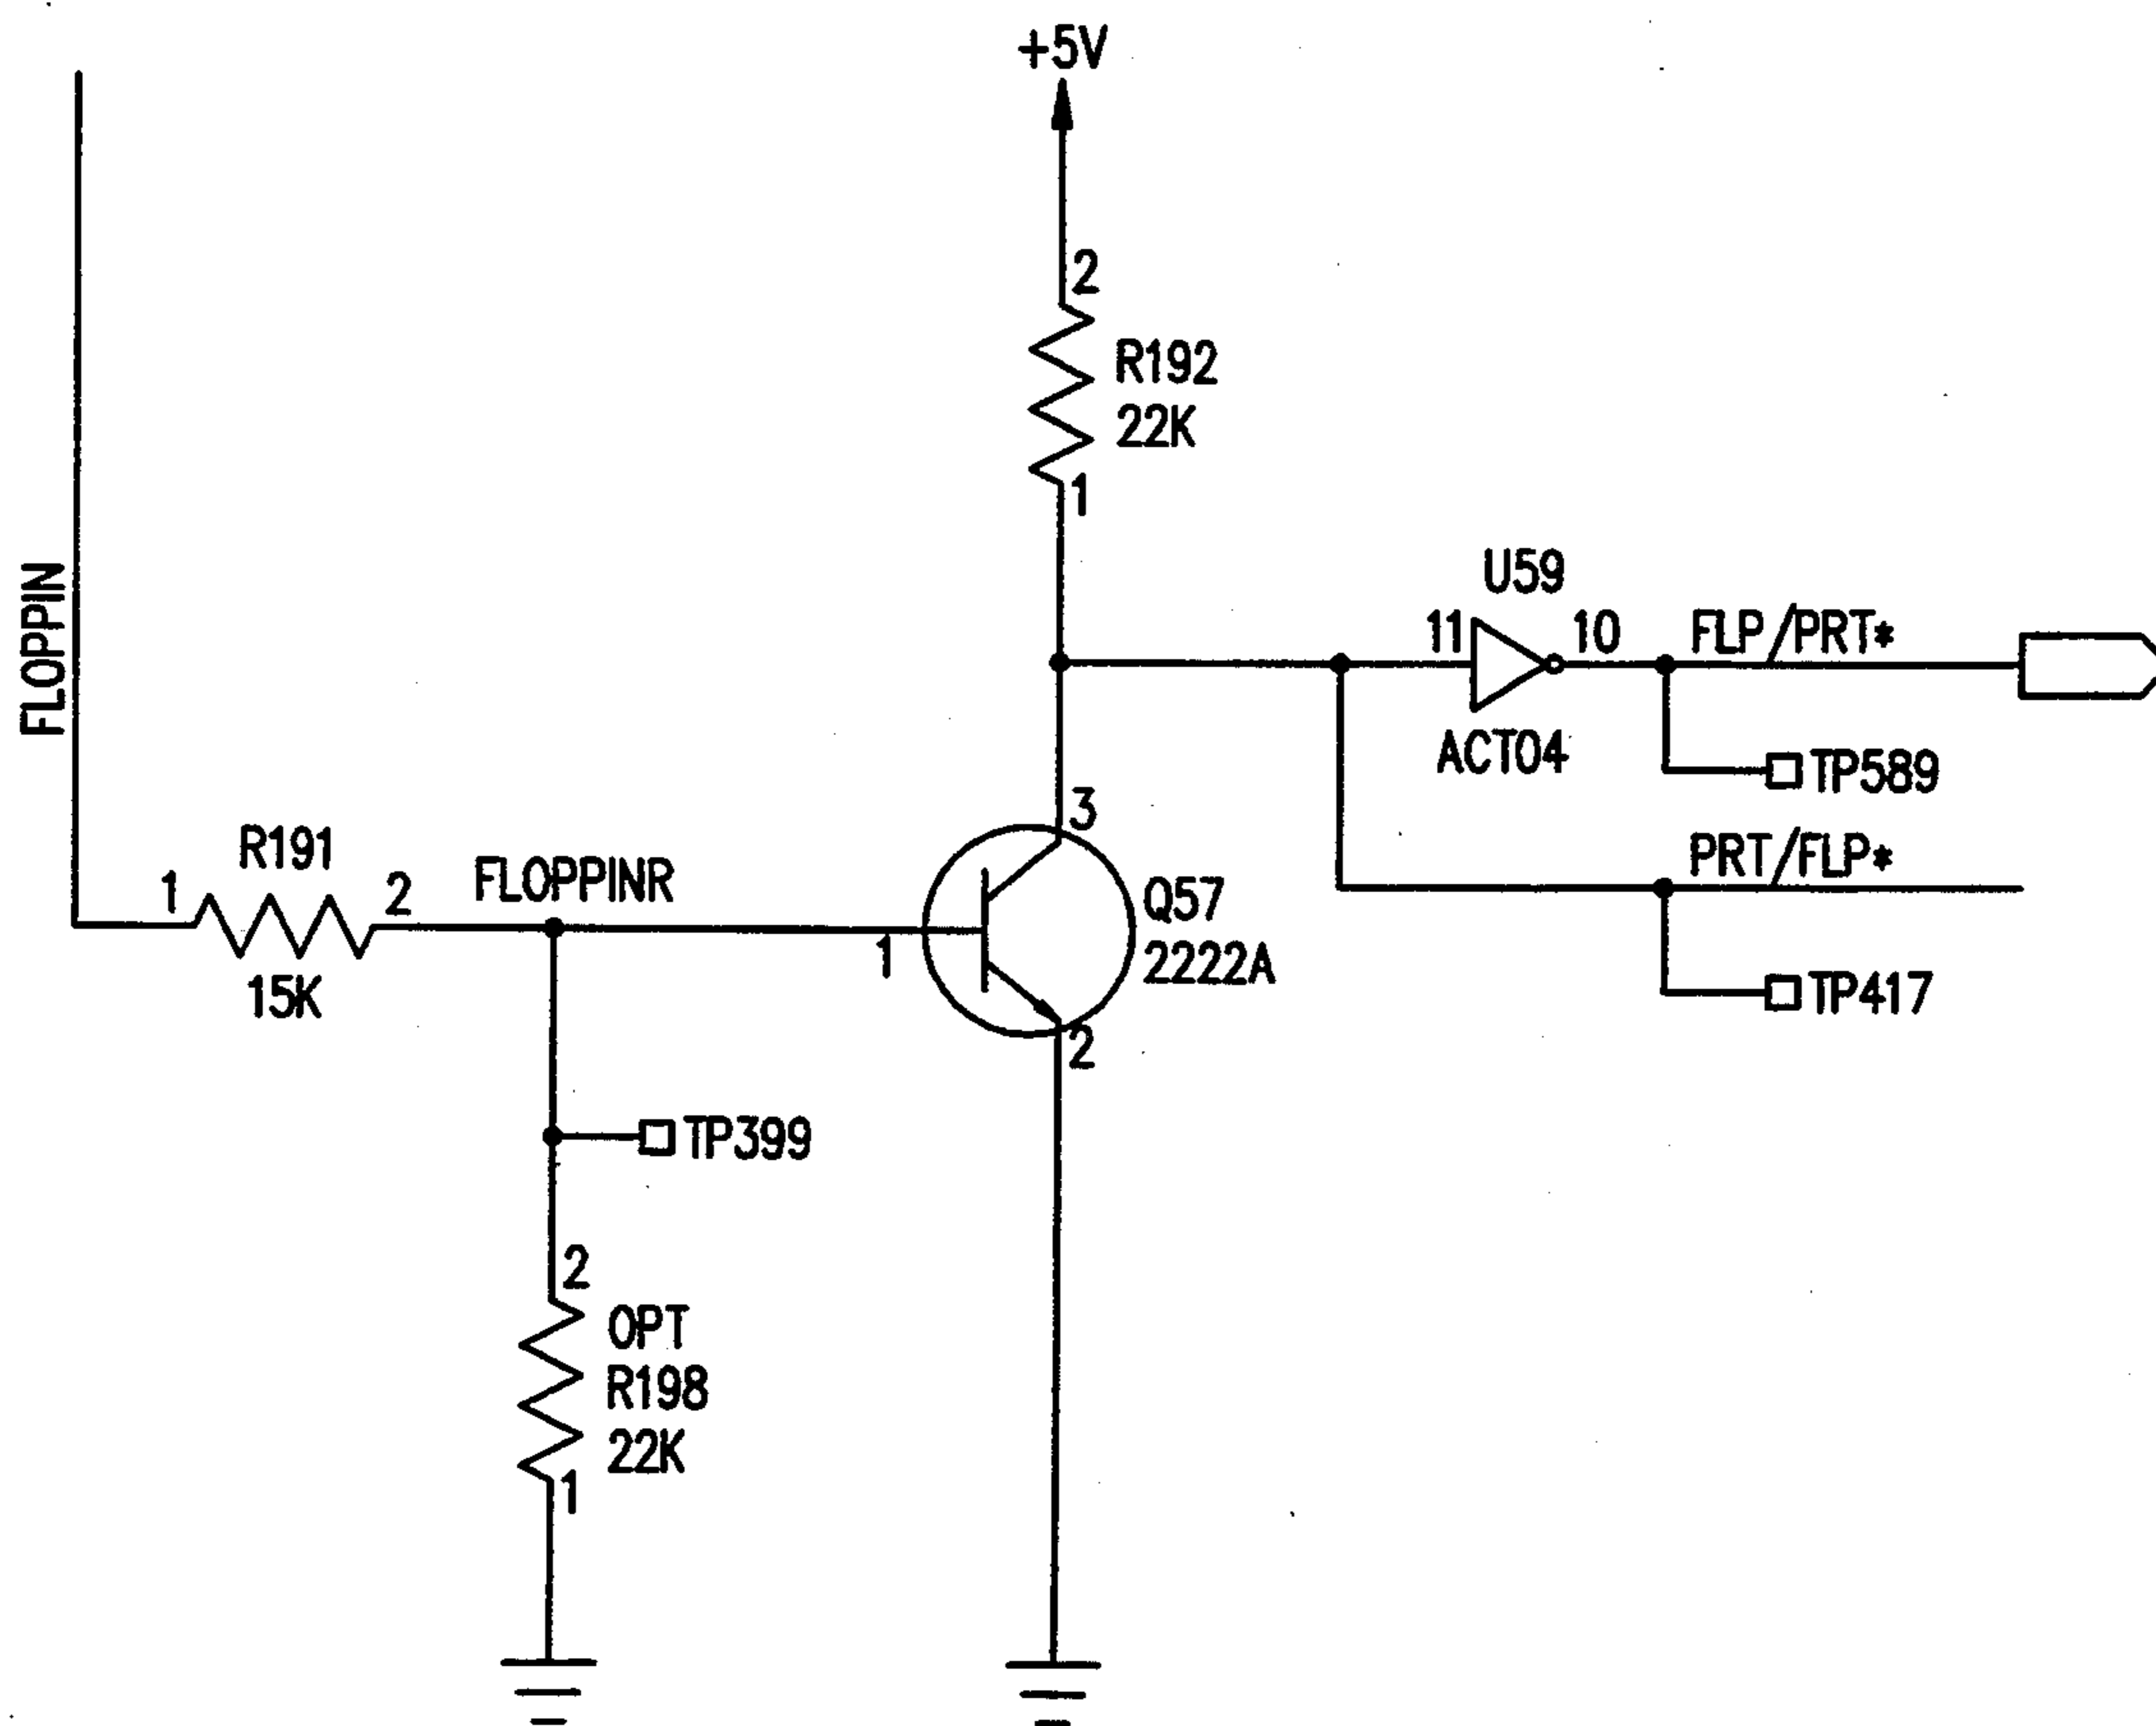 +5V
2
R192
22K
1
FLOPPIN
U59
11
10
FLP/PRT*
ACT04
TP589
3
R191
1
2
FLOPPINR
15K
1
Q57
2222A
2
PRT/FLP*
TP417
TP399
2
OPT
R198
22K
1